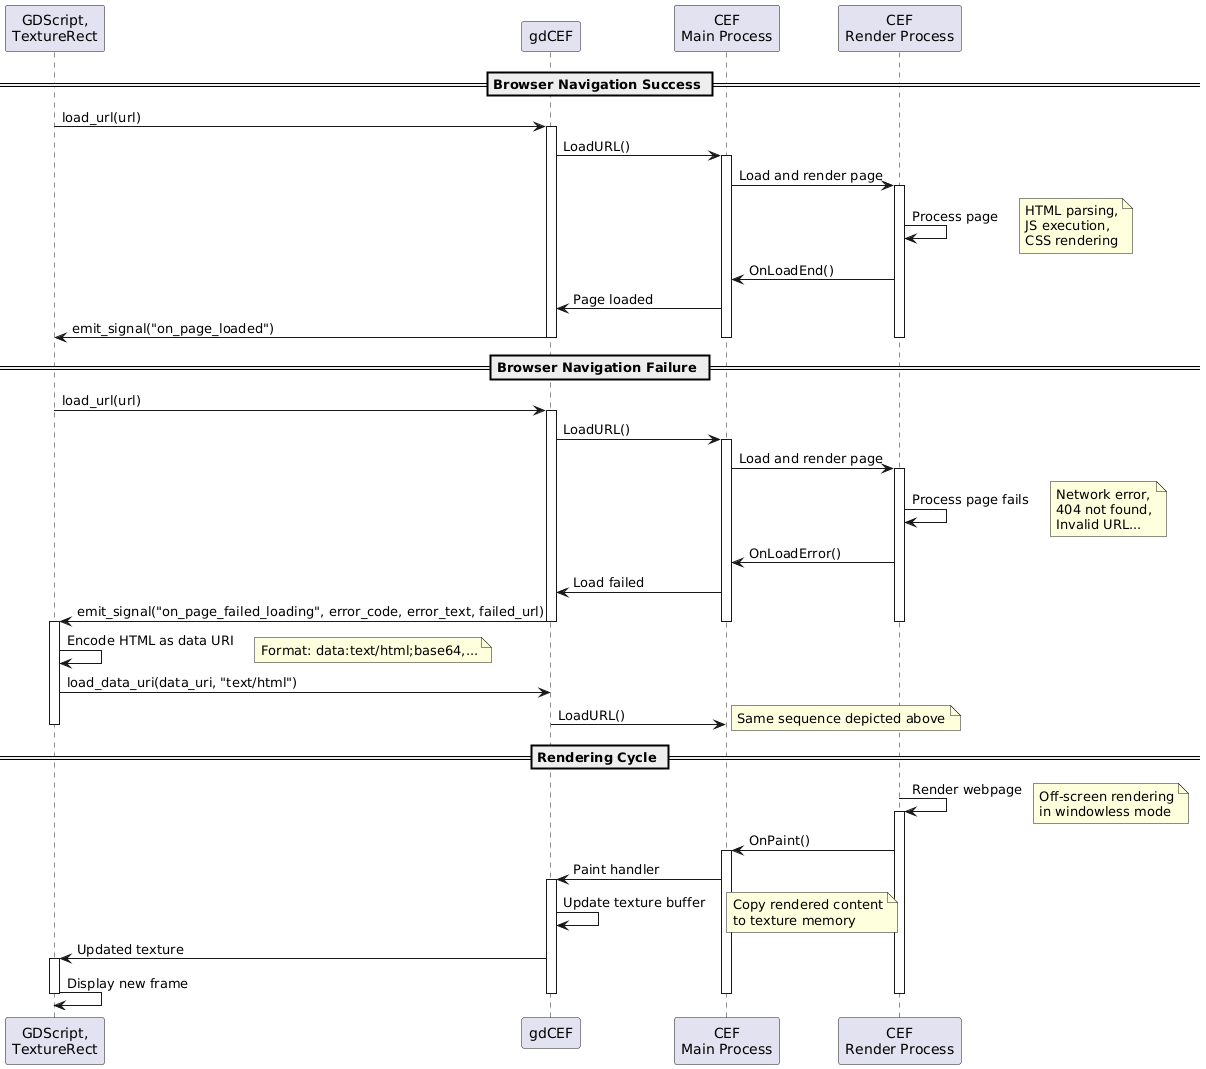 GDScript,
TextureRect
gdCEF
CEF
Main Process
CEF
Render Process
Browser Navigation Success
load_url(url)
LoadURL()
Load and render page
Process page
HTML parsing,
JS execution,
CSS rendering
OnLoadEnd()
Page loaded
emit_signal("on_page_loaded")
Browser Navigation Failure
load_url(url)
LoadURL()
Load and render page
Process page fails
Network error,
404 not found,
Invalid URL...
OnLoadError()
Load failed
emit_signal("on_page_failed_loading", error_code, error_text, failed_url)
Encode HTML as data URI
Format: data:text/html;base64,...
load_data_uri(data_uri, "text/html")
LoadURL()
Same sequence depicted above
Rendering Cycle
Render webpage
Off-screen rendering
in windowless mode
OnPaint()
Paint handler
Update texture buffer
Copy rendered content
to texture memory
Updated texture
Display new frame
GDScript,
TextureRect
gdCEF
CEF
Main Process
CEF
Render Process